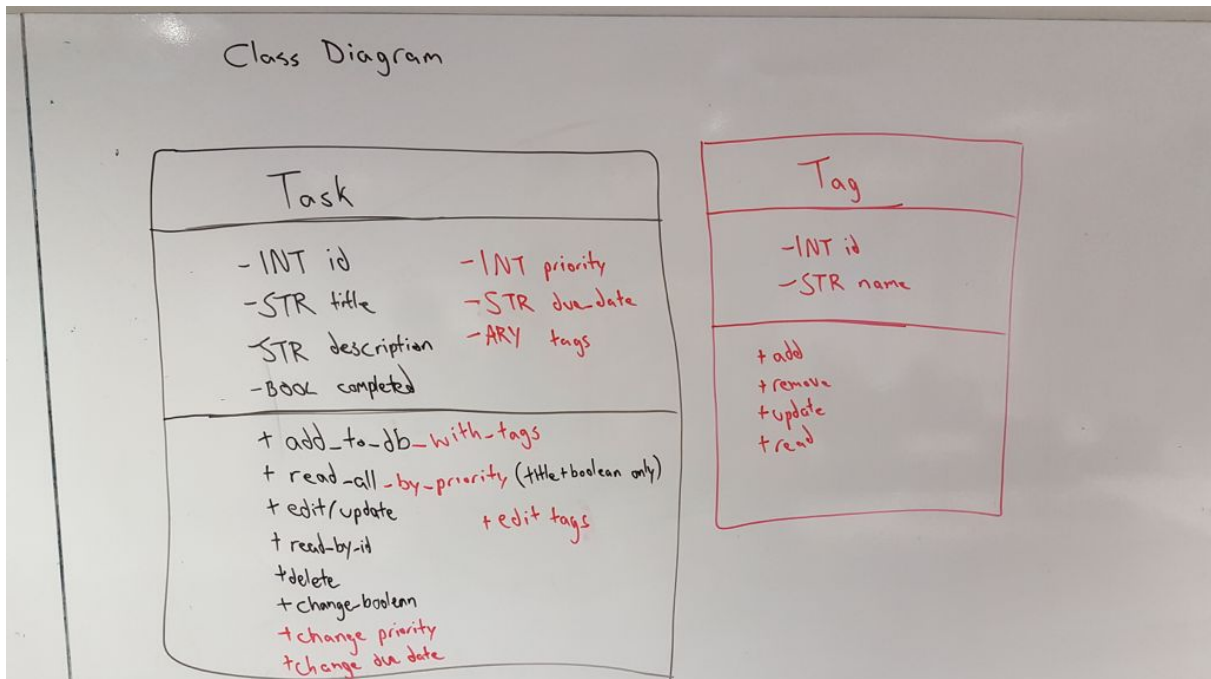 Class Diagram
Task
-INT id
-STR title
-STR description
-BOOL completed
-INT priority
-STR due_date
-ARY tags
+ add_to_db_with_tags
+ read_all_by_priority (title+boolean only)
+ edit/update
+ edit tags
+ read_by_id
+delete
+change_boolean
+change priority
+change due date
Tag
-INT id
-STR name
+ add
+remove
+update
+read